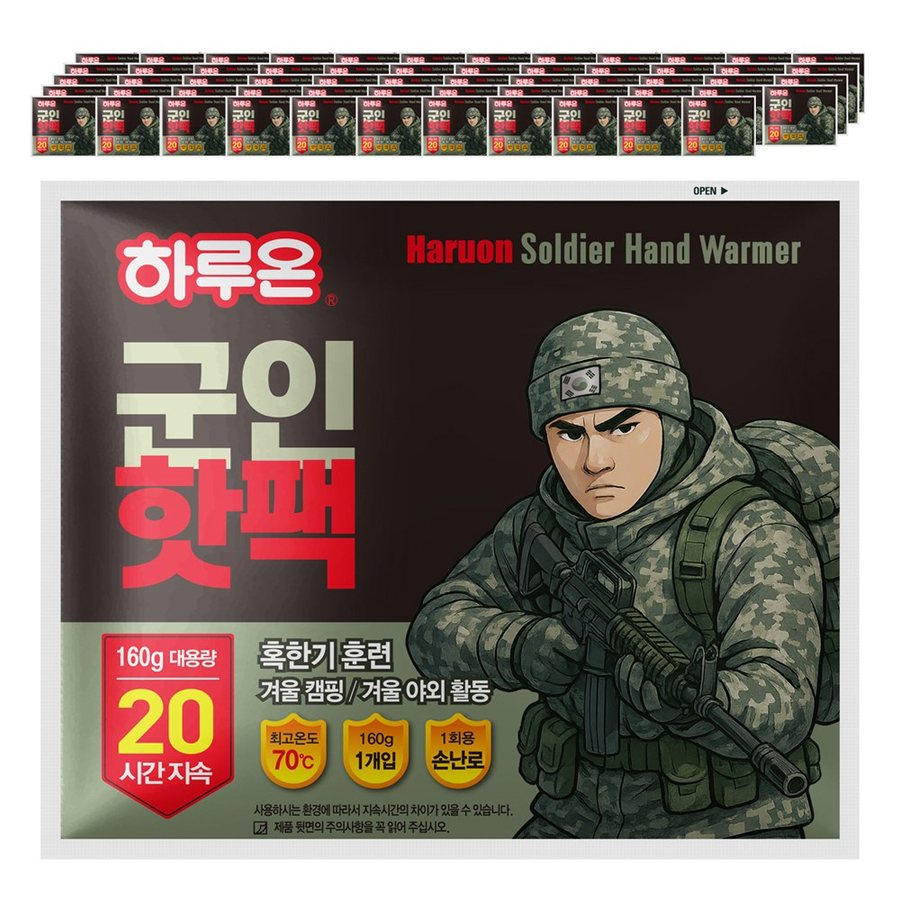 OPEN ▶
하루온®
Haruon Soldier Hand Warmer
군인
핫팩
160g 대용량
20
시간 지속
혹한기 훈련
겨울 캠핑 / 겨울 야외 활동
최고온도
70℃
160g
1개입
1회용
손난로
사용하시는 환경에 따라서 지속시간의 차이가 있을 수 있습니다.
제품 뒷면의 주의사항을 꼭 읽어 주십시오.